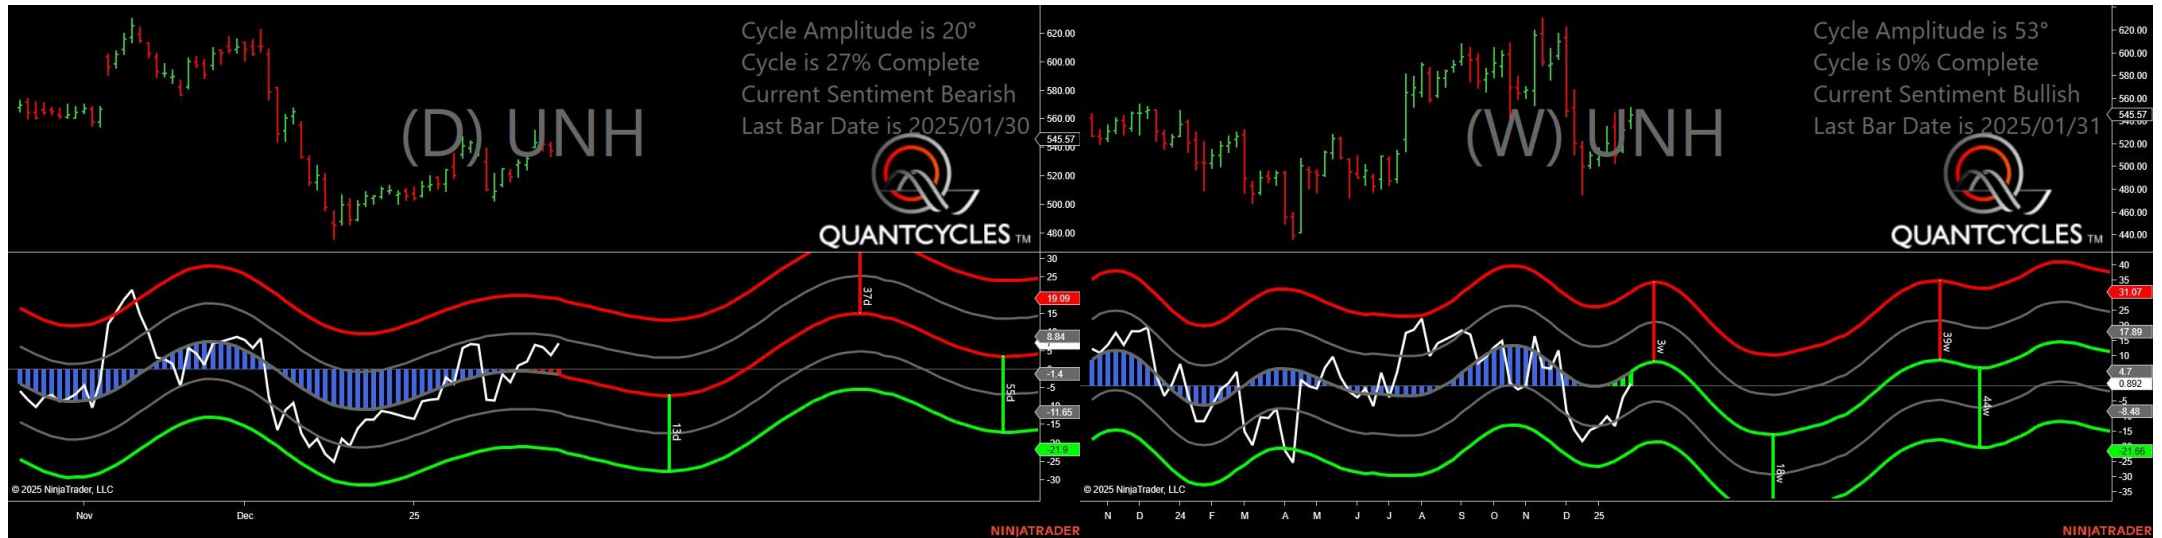 Cycle Amplitude is 20°
Cycle is 27% Complete
Current Sentiment Bearish
Last Bar Date is 2025/01/30
(D) UNH
QUANTCYCLES TM
620.00
600.00
580.00
560.00
545.57
540.00
520.00
500.00
480.00
30
25
19.09
15
8.84
5
-1.4
-5
-11.65
-15
-21.9
-25
-30
37d
13d
55d
© 2025 NinjaTrader, LLC
Nov
Dec
25
NINJATRADER
Cycle Amplitude is 53°
Cycle is 0% Complete
Current Sentiment Bullish
Last Bar Date is 2025/01/31
(W) UNH
QUANTCYCLES TM
620.00
600.00
580.00
560.00
545.57
520.00
500.00
480.00
460.00
440.00
40
35
31.07
25
17.89
15
10
4.7
0.892
-5
-8.48
-15
-21.66
-25
-30
-35
3w
18w
39w
44w
© 2025 NinjaTrader, LLC
N D 24 F M A M J J A S O N D 25
NINJATRADER